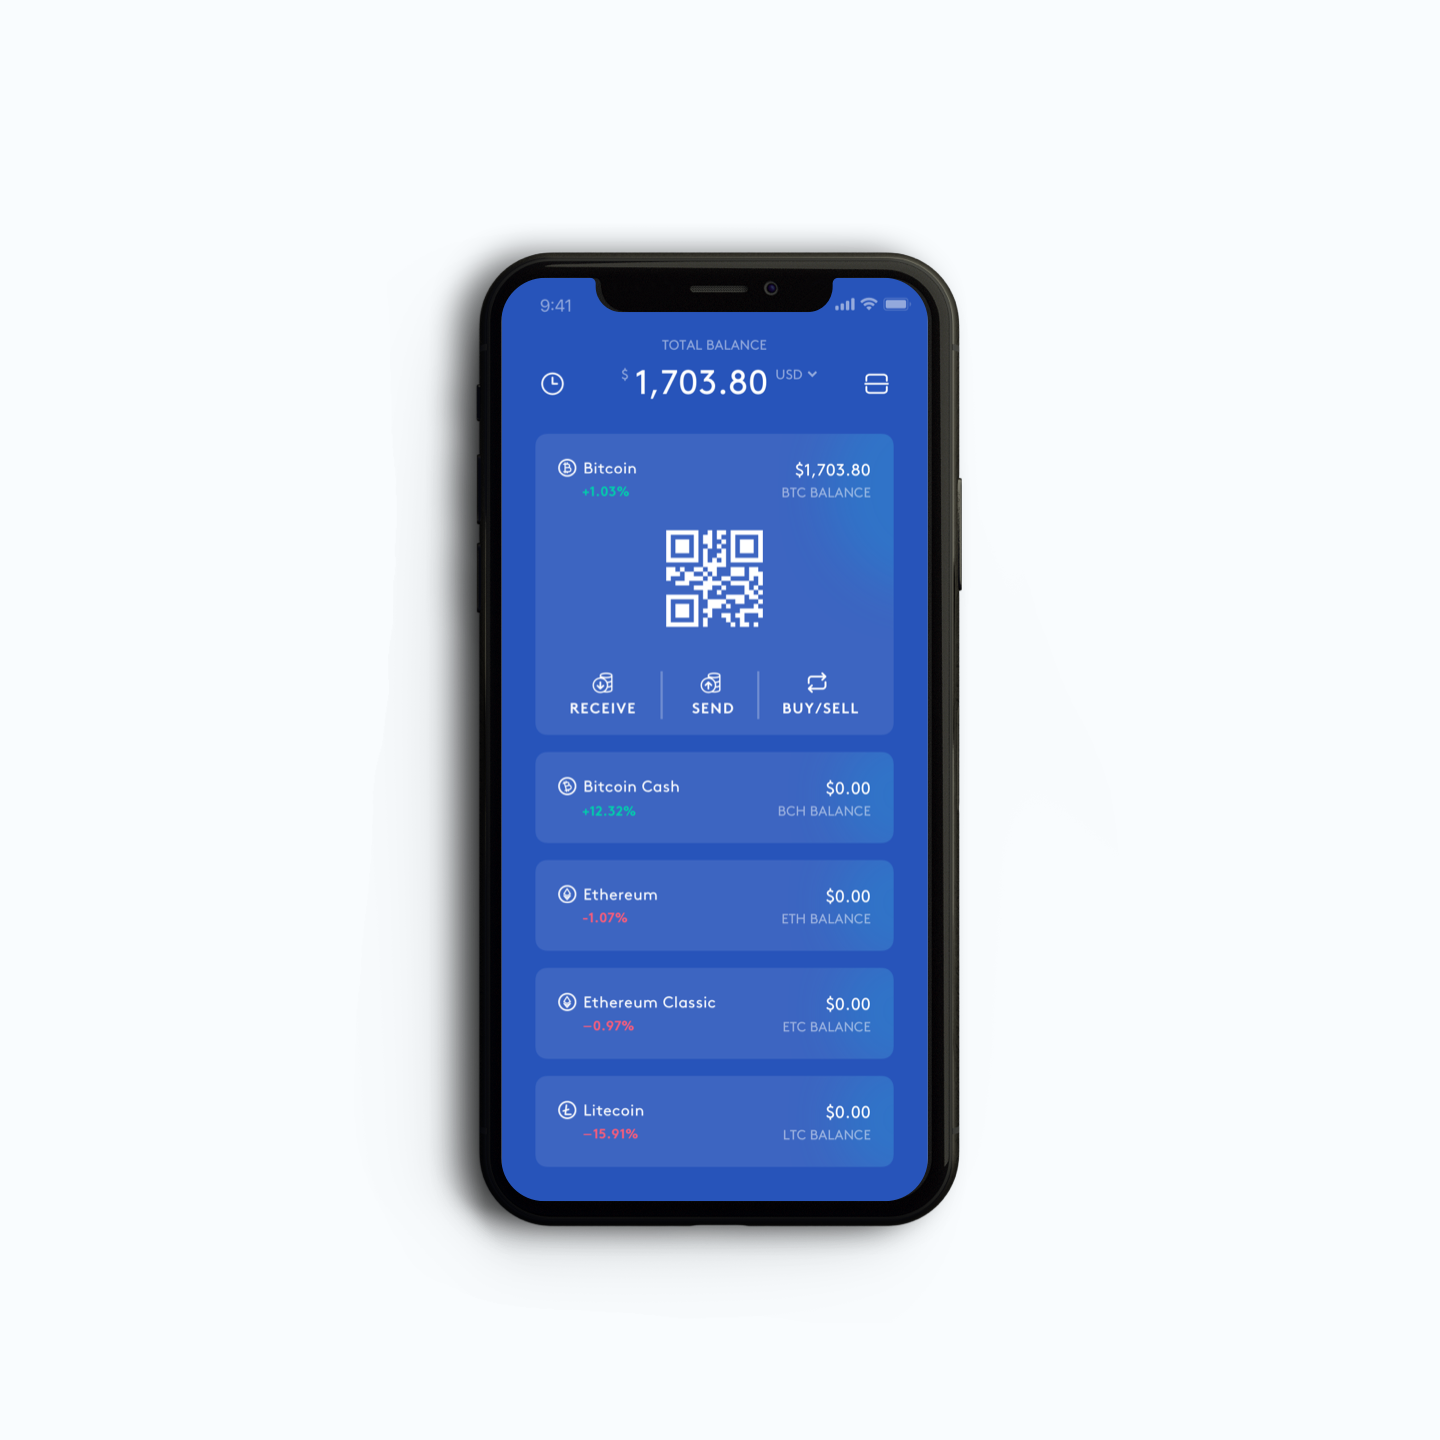 9:41
TOTAL BALANCE
$ 1,703.80 USD
Bitcoin $1,703.80
+1.03% BTC BALANCE
RECEIVE SEND BUY/SELL
Bitcoin Cash $0.00
+12.32% BCH BALANCE
Ethereum $0.00
-1.07% ETH BALANCE
Ethereum Classic $0.00
–0.97% ETC BALANCE
Litecoin $0.00
–15.91% LTC BALANCE